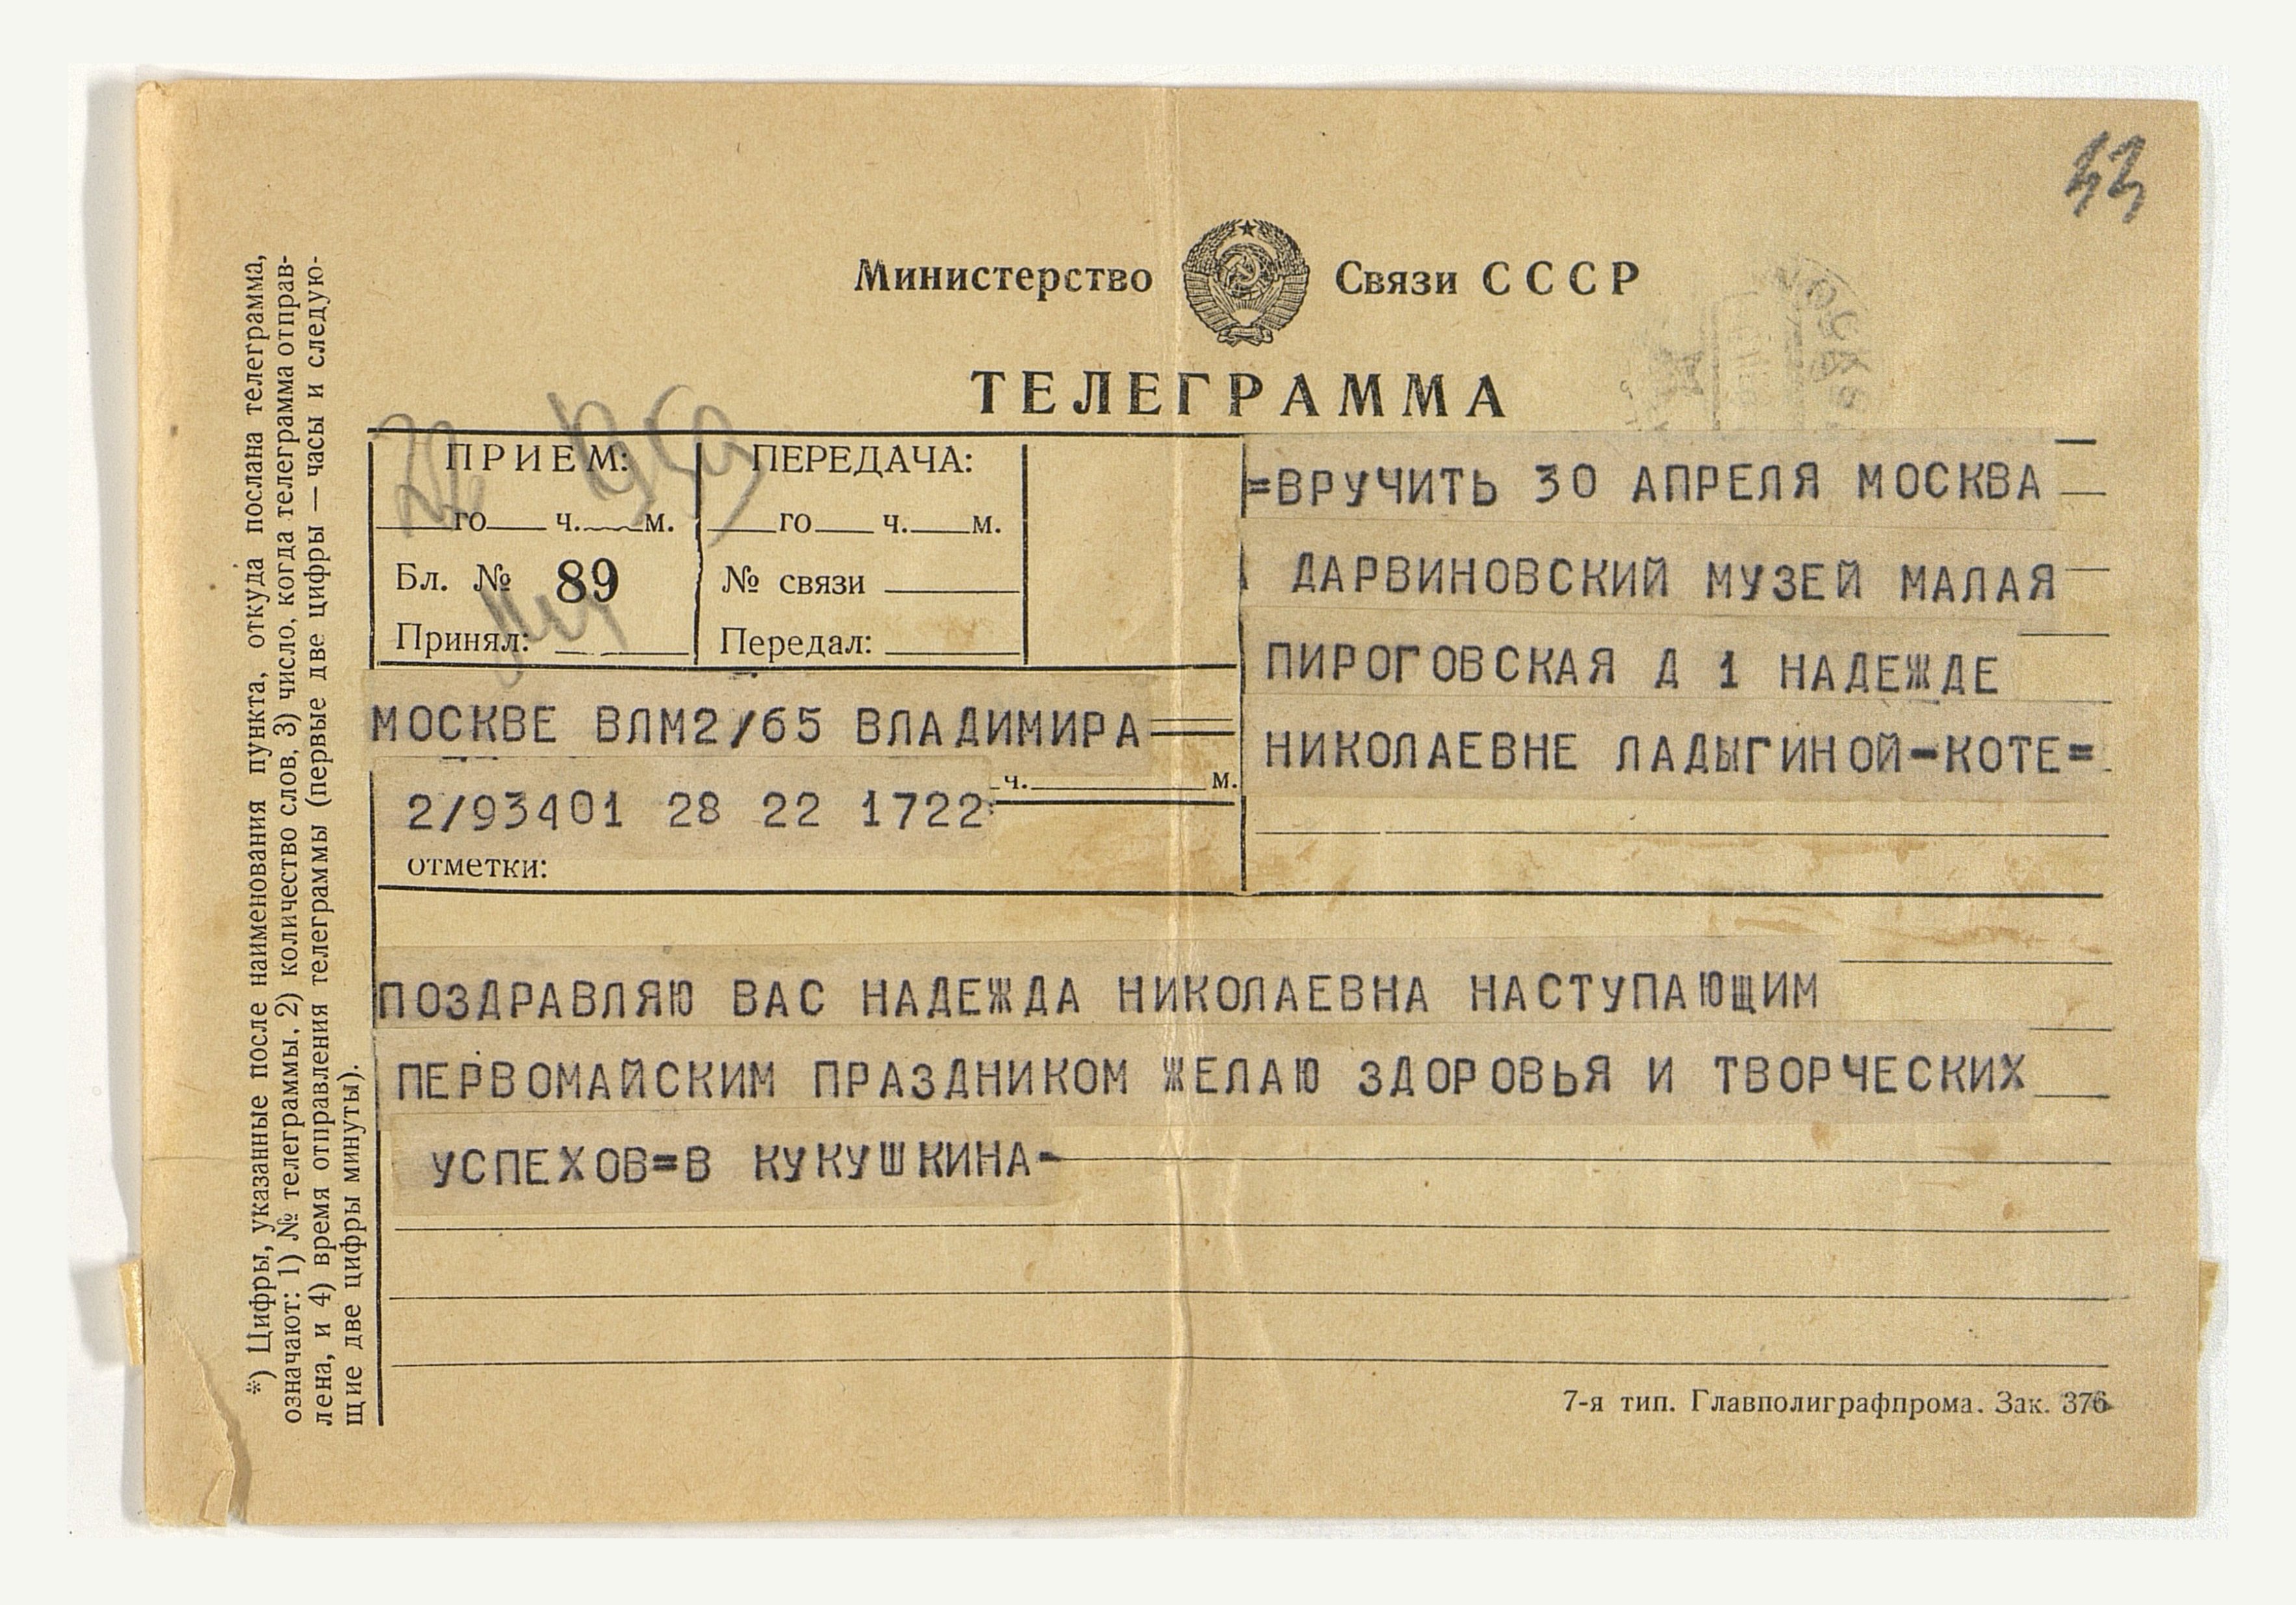 Министерство Связи СССР
ТЕЛЕГРАММА
ПРИЕМ:
го ч. м.
Бл. № 89
Принял:
ПЕРЕДАЧА:
го ч. м.
№ связи
Передал:
=ВРУЧИТЬ 30 АПРЕЛЯ МОСКВА
ДАРВИНОВСКИЙ МУЗЕЙ МАЛАЯ
ПИРОГОВСКАЯ Д 1 НАДЕЖДЕ
НИКОЛАЕВНЕ ЛАДЫГИНОЙ-КОТЕ=
МОСКВЕ ВЛМ2/65 ВЛАДИМИРА
ч. м.
2/93401 28 22 1722
отметки:
ПОЗДРАВЛЯЮ ВАС НАДЕЖДА НИКОЛАЕВНА НАСТУПАЮЩИМ
ПЕРВОМАЙСКИМ ПРАЗДНИКОМ ЖЕЛАЮ ЗДОРОВЬЯ И ТВОРЧЕСКИХ
УСПЕХОВ=В КУКУШКИНА-
7-я тип. Главполиграфпрома. Зак. 376
*) Цифры, указанные после наименования пункта, откуда послана телеграмма,
означают: 1) № телеграммы, 2) количество слов, 3) число, когда телеграмма отправ-
лена, и 4) время отправления телеграммы (первые две цифры — часы и следую-
щие две цифры минуты).